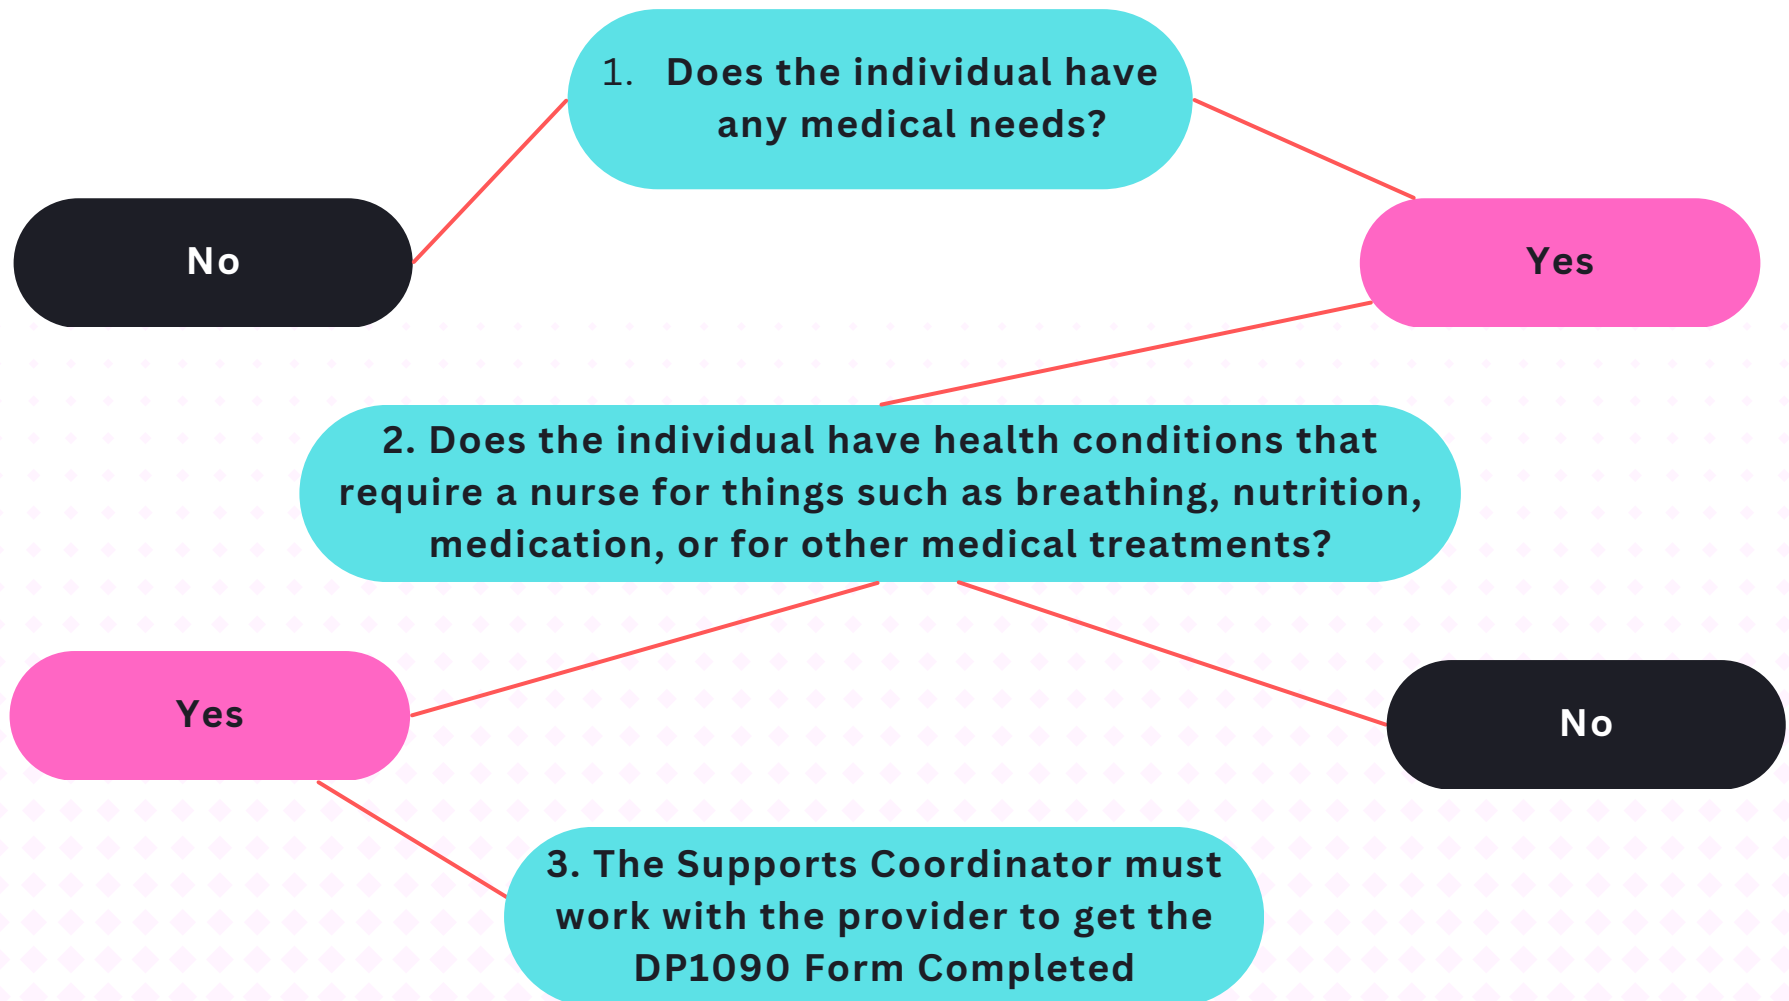 1. Does the individual have
any medical needs?
No
Yes
2. Does the individual have health conditions that
require a nurse for things such as breathing, nutrition,
medication, or for other medical treatments?
Yes
No
3. The Supports Coordinator must
work with the provider to get the
DP1090 Form Completed